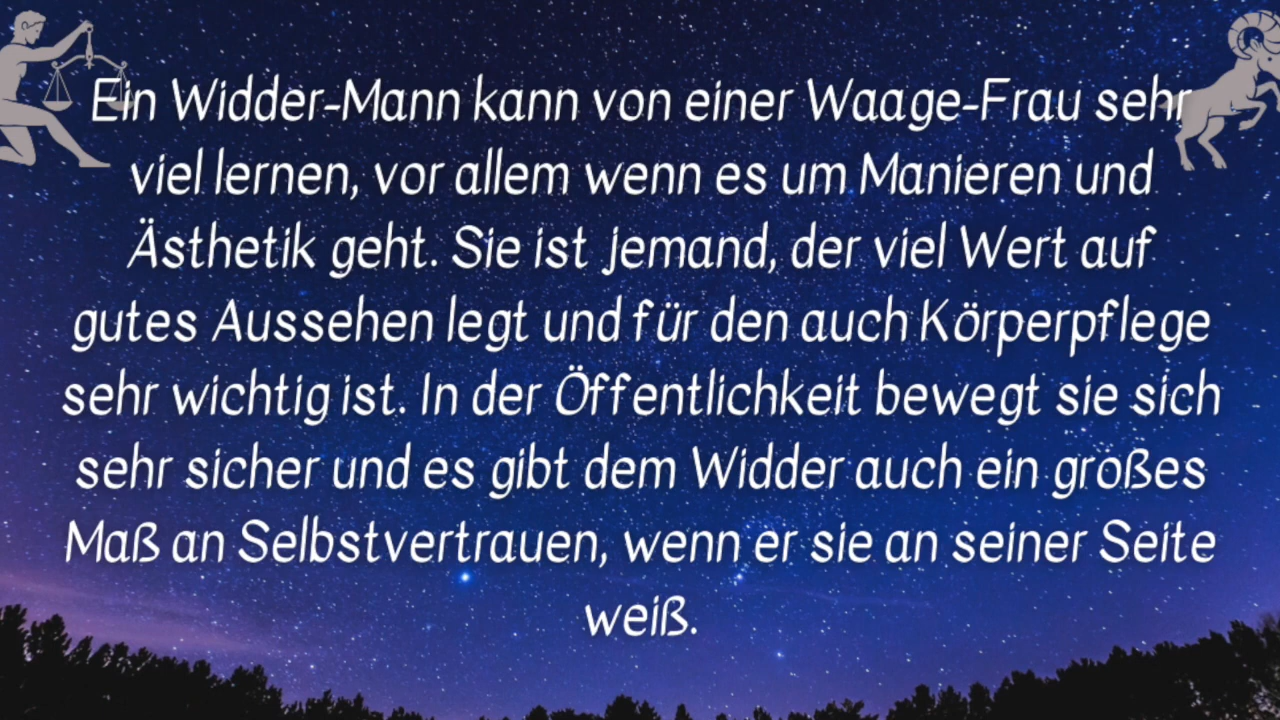 Ein Widder-Mann kann von einer Waage-Frau sehr
viel lernen, vor allem wenn es um Manieren und
Ästhetik geht. Sie ist jemand, der viel Wert auf
gutes Aussehen legt und für den auch Körperpflege
sehr wichtig ist. In der Öffentlichkeit bewegt sie sich
sehr sicher und es gibt dem Widder auch ein großes
Maß an Selbstvertrauen, wenn er sie an seiner Seite
weiß.